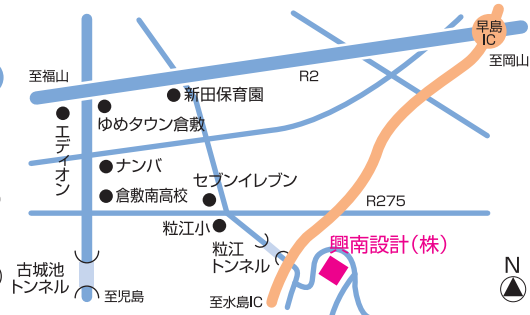 早島
IC
至福山
R2
至岡山
新田保育園
ゆめタウン倉敷
エディオン
ナンバ
倉敷南高校
セブンイレブン
R275
粒江小
粒江
トンネル
興南設計(株)
古城池
トンネル
至児島
至水島IC
N